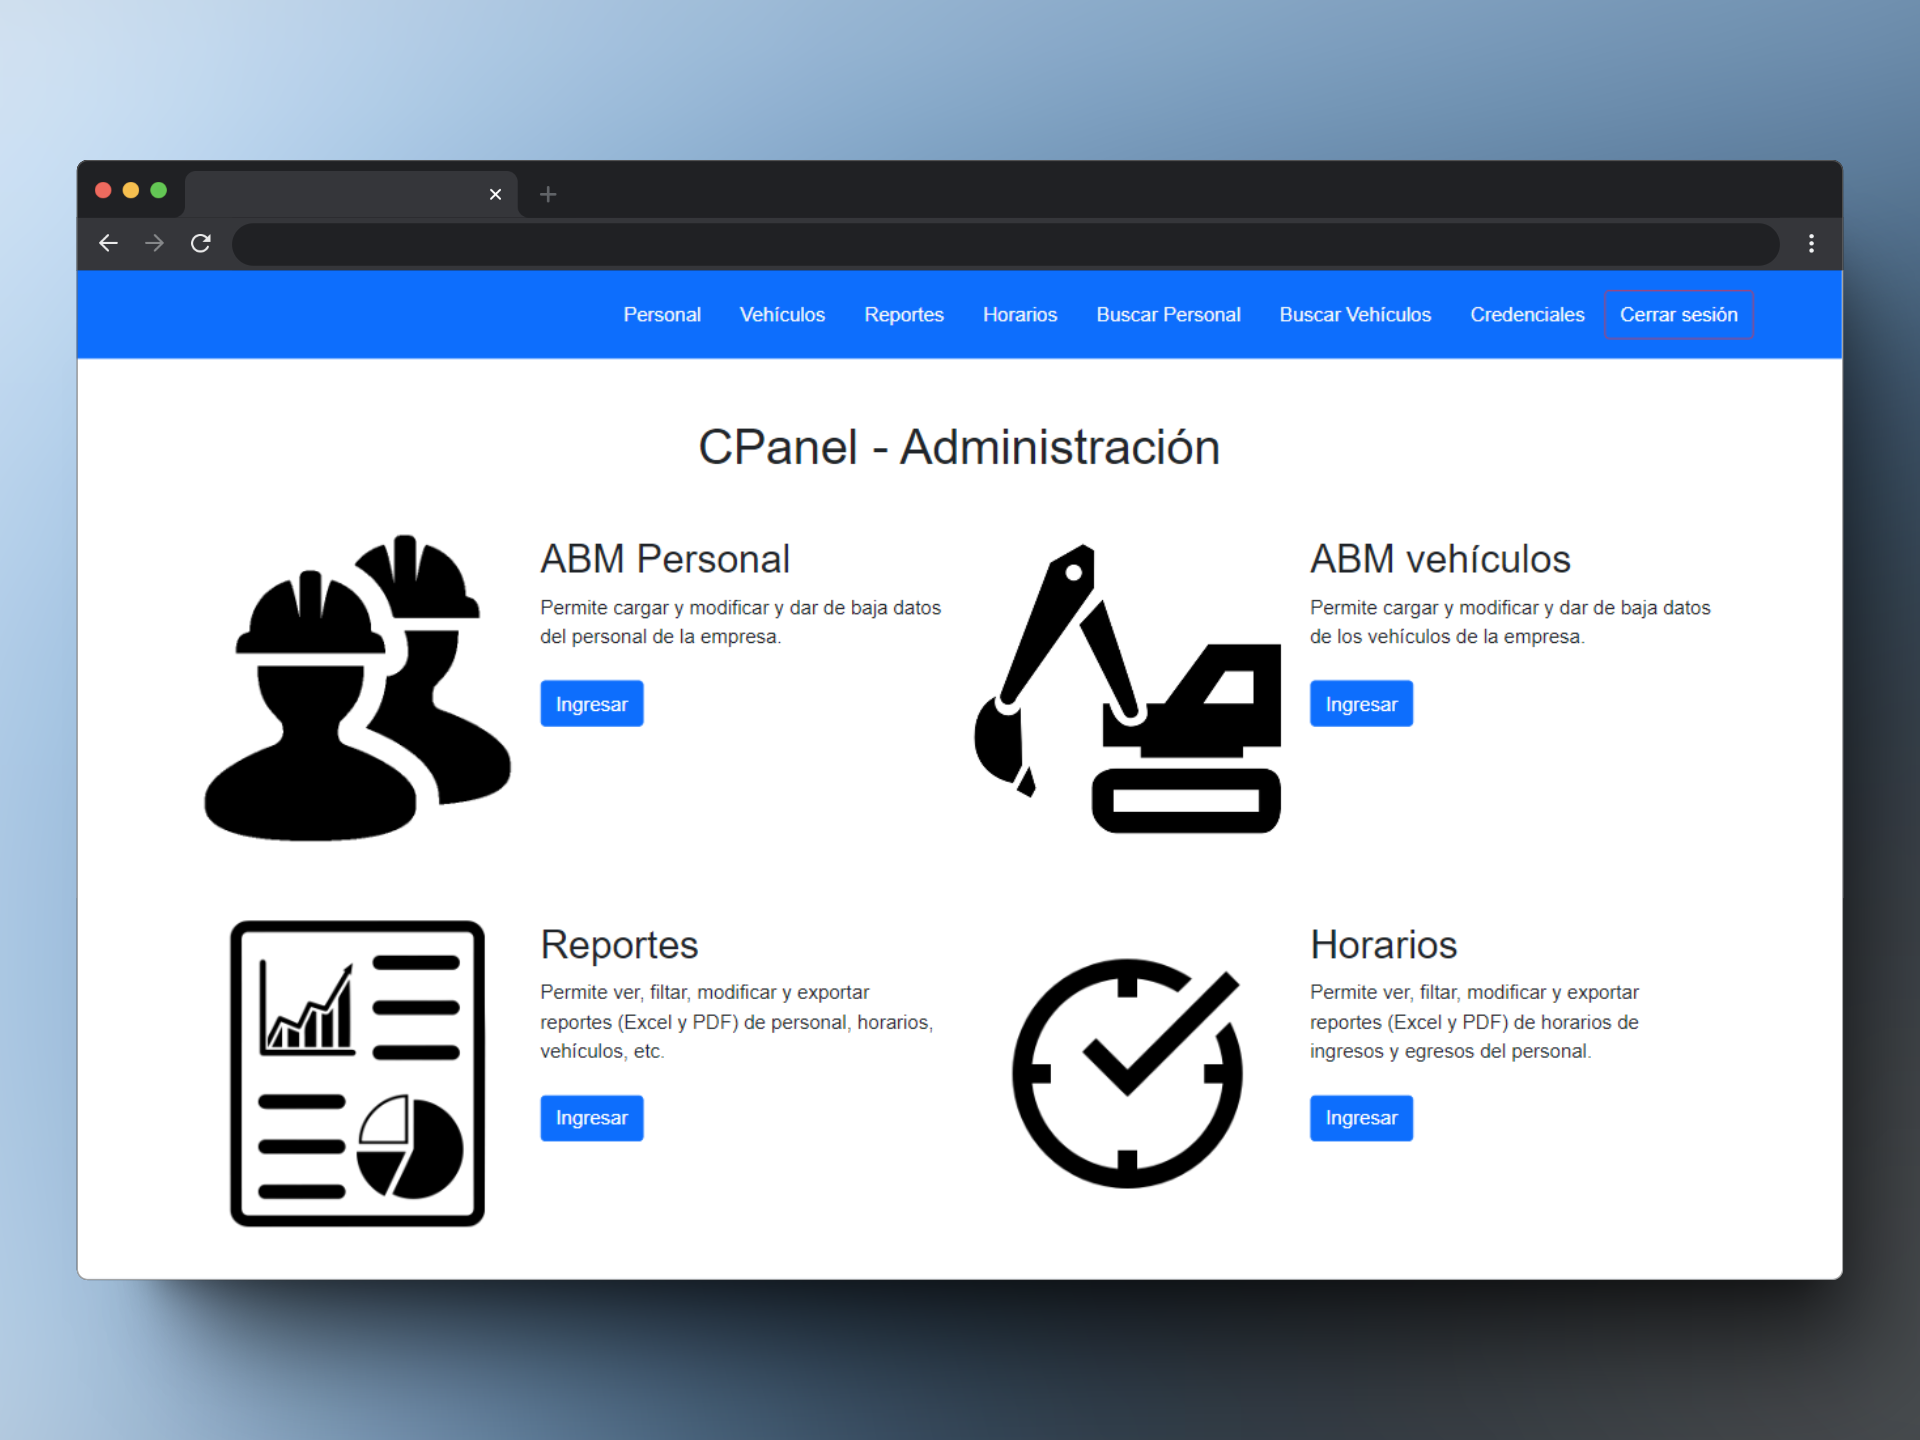 Personal Vehículos Reportes Horarios Buscar Personal Buscar Vehículos Credenciales Cerrar sesión
CPanel - Administración
ABM Personal
Permite cargar y modificar y dar de baja datos
del personal de la empresa.
Ingresar
ABM vehículos
Permite cargar y modificar y dar de baja datos
de los vehículos de la empresa.
Ingresar
Reportes
Permite ver, filtar, modificar y exportar
reportes (Excel y PDF) de personal, horarios,
vehículos, etc.
Ingresar
Horarios
Permite ver, filtar, modificar y exportar
reportes (Excel y PDF) de horarios de
ingresos y egresos del personal.
Ingresar